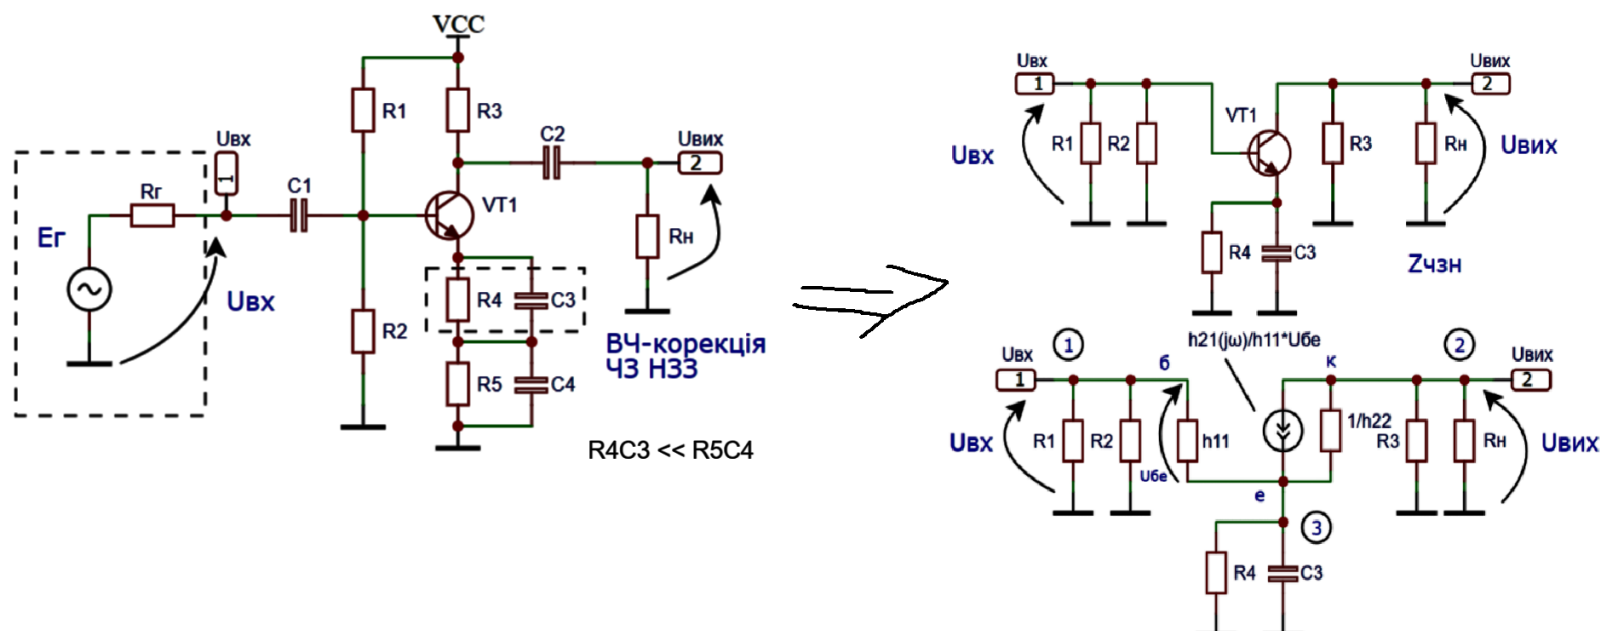 VCC
R1
R3
C2
Uвих
2
Uвх
1
Rг
C1
VT1
Ег
Uвх
Rн
R4
C3
R2
ВЧ-корекція
ЧЗ НЗЗ
R5
C4
R4C3 << R5C4
Uвх
1
Uвих
2
VT1
Uвх
R1
R2
R3
Rн
Uвих
R4
C3
Zчзн
h21(jω)/h11*Uбе
Uвх
1
1
б
к
2
Uвих
2
Uвх
R1
R2
h11
1/h22
R3
Rн
Uвих
Uбе
е
3
R4
C3